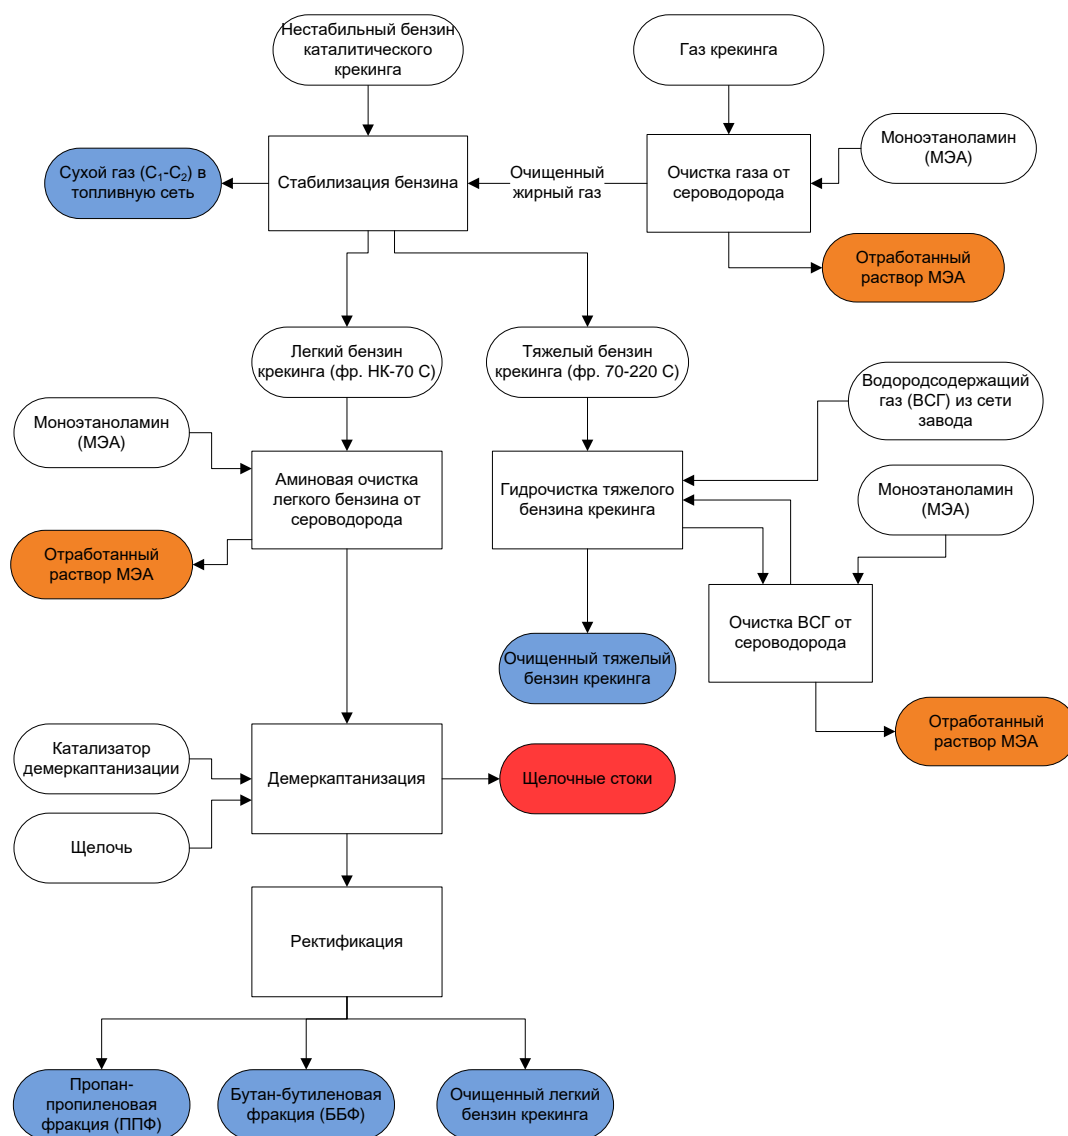 Нестабильный бензин
каталитического
крекинга
Газ крекинга
Моноэтаноламин
(МЭА)
Сухой газ (C₁-C₂) в
топливную сеть
Стабилизация бензина
Очищенный
жирный газ
Очистка газа от
сероводорода
Отработанный
раствор МЭА
Легкий бензин
крекинга (фр. НК-70 С)
Тяжелый бензин
крекинга (фр. 70-220 С)
Водородсодержащий
газ (ВСГ) из сети
завода
Моноэтаноламин
(МЭА)
Аминовая очистка
легкого бензина от
сероводорода
Гидрочистка тяжелого
бензина крекинга
Моноэтаноламин
(МЭА)
Отработанный
раствор МЭА
Очистка ВСГ от
сероводорода
Очищенный тяжелый
бензин крекинга
Отработанный
раствор МЭА
Катализатор
демеркаптанизации
Демеркаптанизация
Щелочные стоки
Щелочь
Ректификация
Пропан-
пропиленовая
фракция (ППФ)
Бутан-бутиленовая
фракция (ББФ)
Очищенный легкий
бензин крекинга